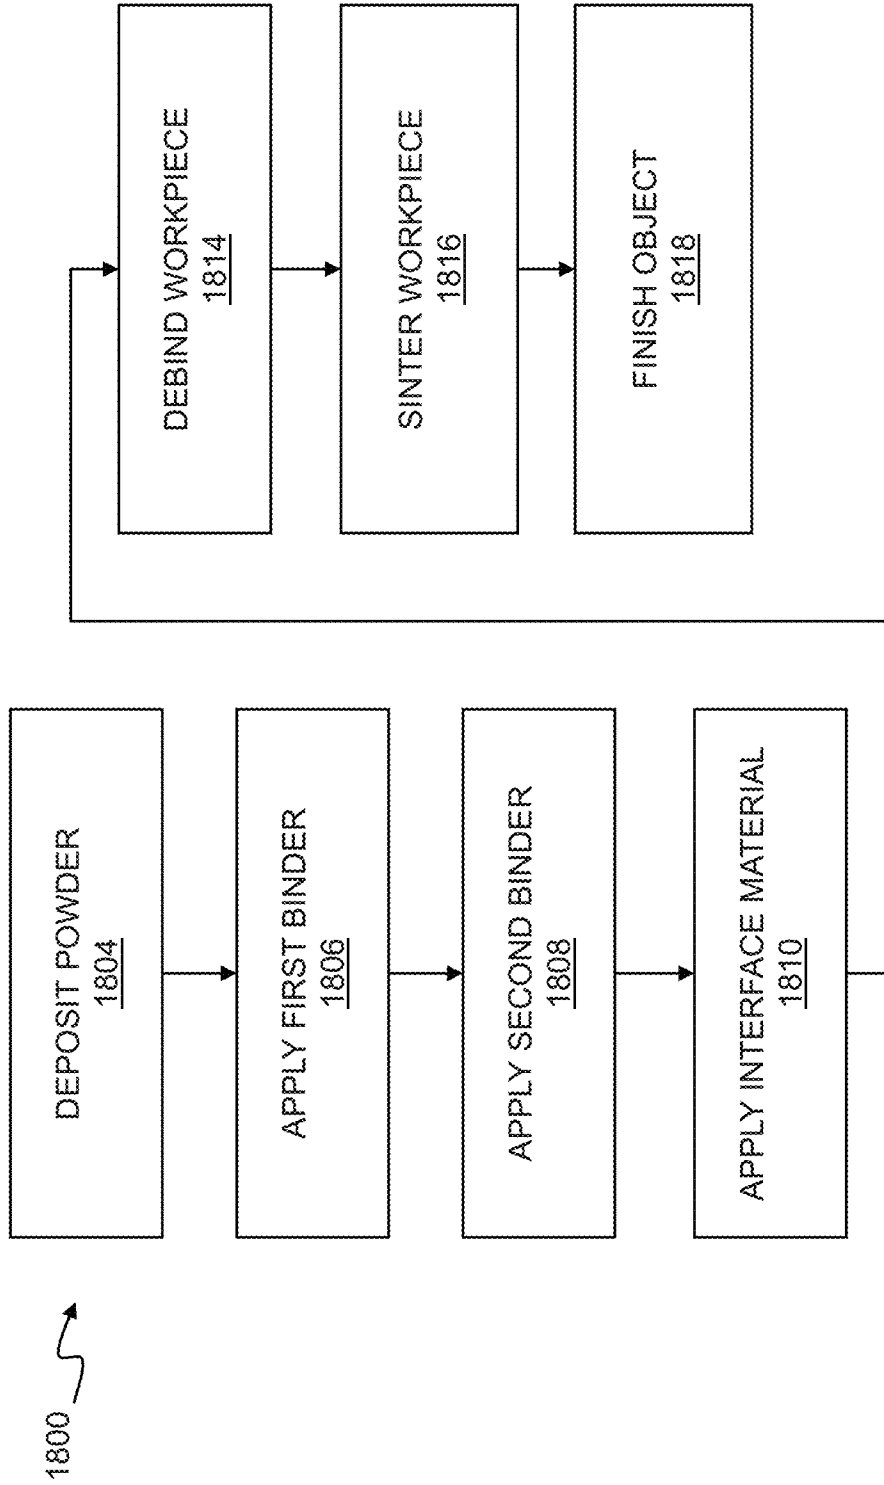 1800
DEPOSIT POWDER
1804
APPLY FIRST BINDER
1806
APPLY SECOND BINDER
1808
APPLY INTERFACE MATERIAL
1810
DEBIND WORKPIECE
1814
SINTER WORKPIECE
1816
FINISH OBJECT
1818